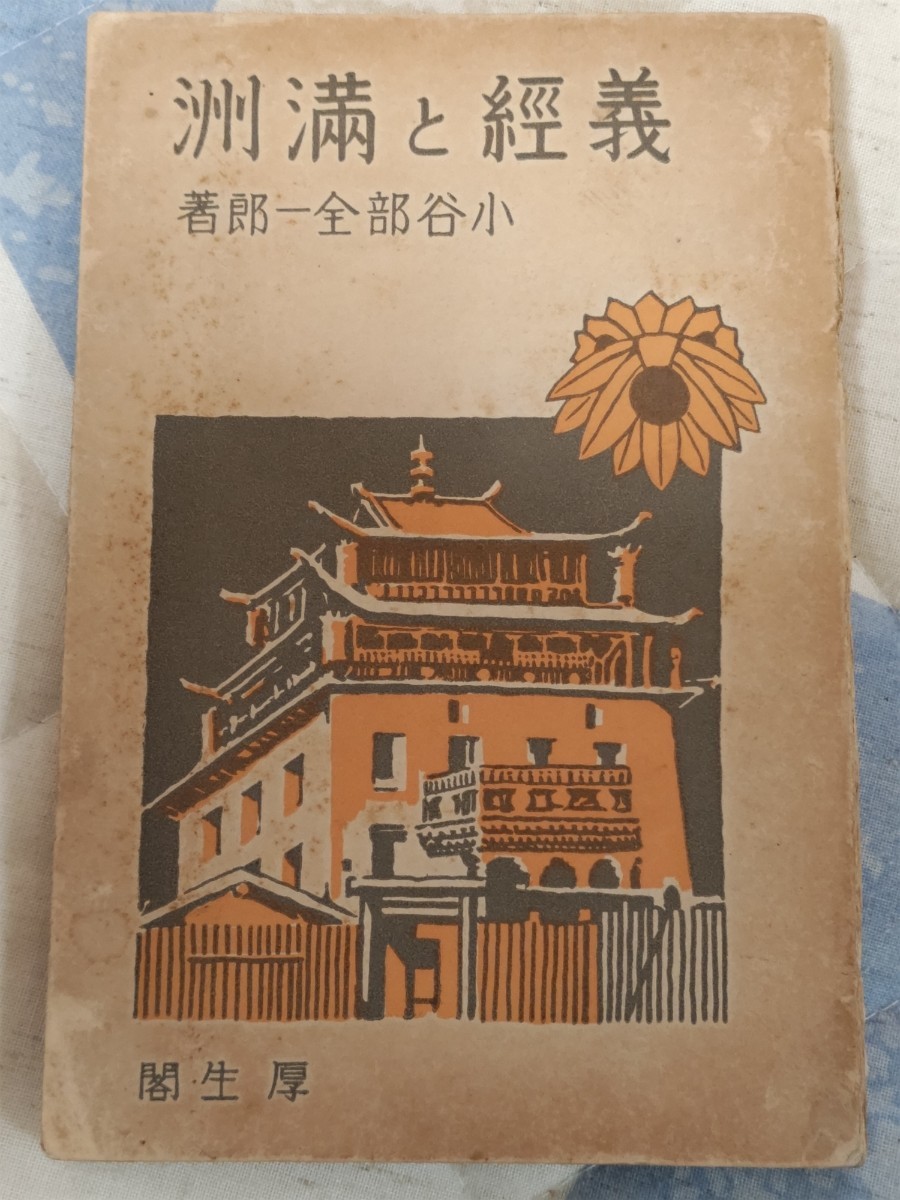 義經と滿洲
小谷部全一郎著
厚生閣